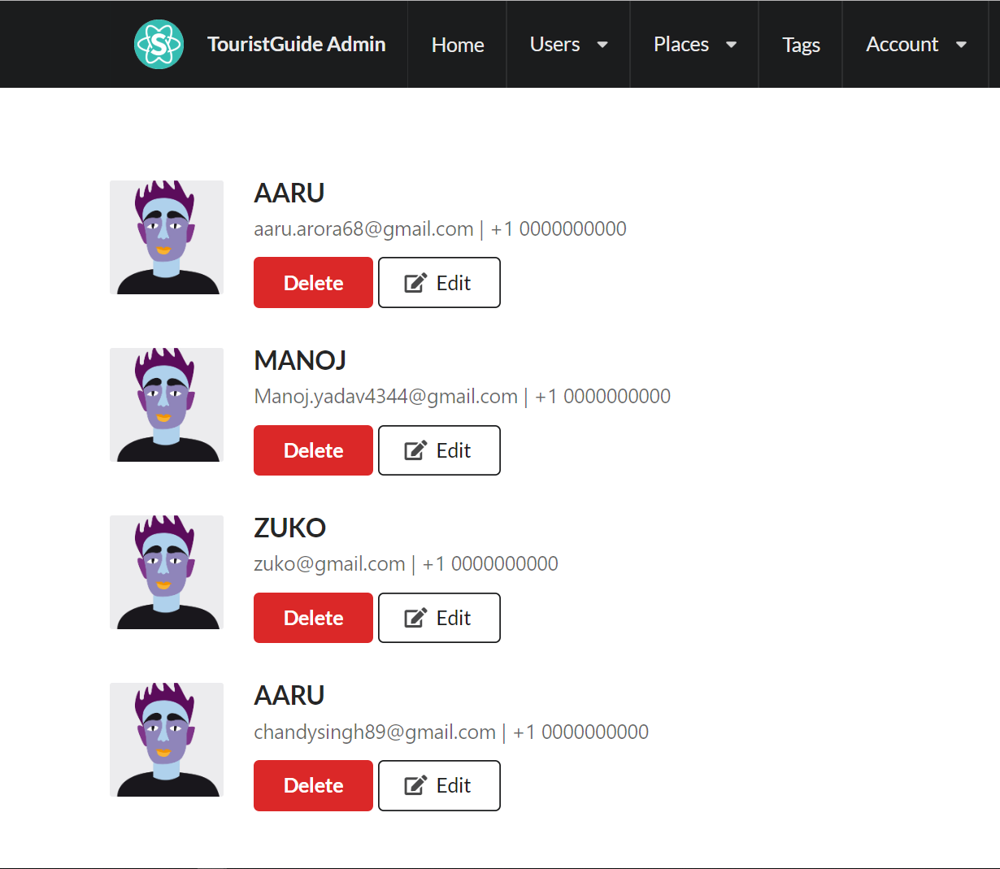 S TouristGuide Admin Home Users Places Tags Account
AARU
aaru.arora68@gmail.com | +1 0000000000
Delete Edit
MANOJ
Manoj.yadav4344@gmail.com | +1 0000000000
Delete Edit
ZUKO
zuko@gmail.com | +1 0000000000
Delete Edit
AARU
chandysingh89@gmail.com | +1 0000000000
Delete Edit